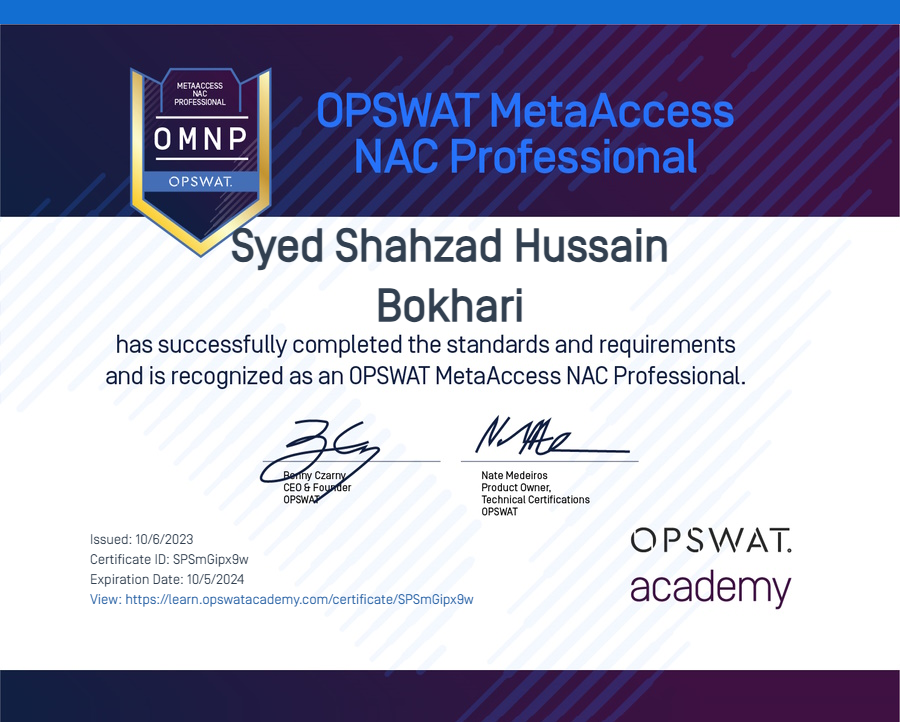 METAACCESS
NAC
PROFESSIONAL
OMNP
OPSWAT.
OPSWAT MetaAccess
NAC Professional
Syed Shahzad Hussain
Bokhari
has successfully completed the standards and requirements
and is recognized as an OPSWAT MetaAccess NAC Professional.
Benny Czarny
CEO & Founder
OPSWAT
Nate Medeiros
Product Owner,
Technical Certifications
OPSWAT
Issued: 10/6/2023
Certificate ID: SPSmGipx9w
Expiration Date: 10/5/2024
View: https://learn.opswatacademy.com/certificate/SPSmGipx9w
OPSWAT.
academy